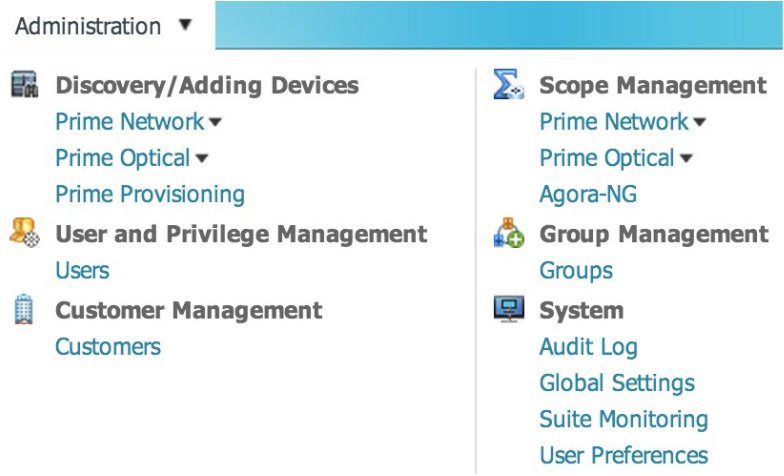 Administration ▼
Discovery/Adding Devices
Prime Network
Prime Optical
Prime Provisioning
User and Privilege Management
Users
Customer Management
Customers
Scope Management
Prime Network
Prime Optical
Agora-NG
Group Management
Groups
System
Audit Log
Global Settings
Suite Monitoring
User Preferences